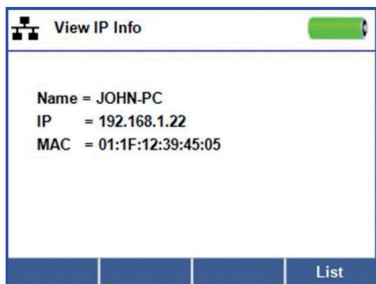 View IP Info
Name = JOHN-PC
IP = 192.168.1.22
MAC = 01:1F:12:39:45:05
List